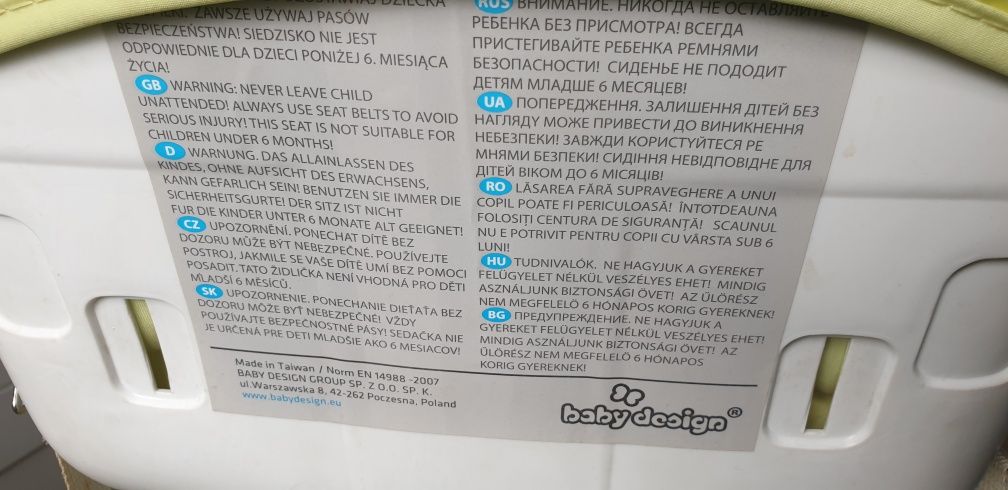 ZAWSZE UŻYWAJ PASÓW
BEZPIECZEŃSTWA! SIEDZISKO NIE JEST
ODPOWIEDNIE DLA DZIECI PONIŻEJ 6. MIESIĄCA
ŻYCIA!
GB WARNING: NEVER LEAVE CHILD
UNATTENDED! ALWAYS USE SEAT BELTS TO AVOID
SERIOUS INJURY! THIS SEAT IS NOT SUITABLE FOR
CHILDREN UNDER 6 MONTHS!
D WARNUNG. DAS ALLAINLASSEN DES
KINDES, OHNE AUFSICHT DES ERWACHSENS,
KANN GEFARLICH SEIN! BENUTZEN SIE IMMER DIE
SICHERHEITSGURTE! DER SITZ IST NICHT
FUR DIE KINDER UNTER 6 MONATE ALT GEEIGNET!
CZ UPOZORNĚNÍ. PONECHAT DÍTĚ BEZ
DOZORU MŮŽE BÝT NEBEZPEČNÉ. POUŽÍVEJTE
POSTROJ, JAKMILE SE VAŠE DÍTĚ UMÍ BEZ POMOCI
POSADIT. TATO ŽIDLIČKA NENÍ VHODNÁ PRO DĚTI
MLADŠÍ 6 MĚSÍCŮ.
SK UPOZORNENIE. PONECHANIE DIEŤAŤA BEZ
DOZORU MÔŽE BYŤ NEBEZPEČNÉ! VŽDY
POUŽÍVAJTE BEZPEČNOSTNÉ PÁSY! SEDAČKA NIE
JE URČENÁ PRE DETI MLADŠIE AKO 6 MESIACOV!
RUS ВНИМАНИЕ. НИКОГДА НЕ ОСТАВЛЯЙТЕ
РЕБЕНКА БЕЗ ПРИСМОТРА! ВСЕГДА
ПРИСТЕГИВАЙТЕ РЕБЕНКА РЕМНЯМИ
БЕЗОПАСНОСТИ! СИДЕНЬЕ НЕ ПОДОДИТ
ДЕТЯМ МЛАДШЕ 6 МЕСЯЦЕВ!
UA ПОПЕРЕДЖЕННЯ. ЗАЛИШЕННЯ ДІТЕЙ БЕЗ
НАГЛЯДУ МОЖЕ ПРИВЕСТИ ДО ВИНИКНЕННЯ
НЕБЕЗПЕКИ! ЗАВЖДИ КОРИСТУЙТЕСЯ РЕ
МНЯМИ БЕЗПЕКИ! СИДІННЯ НЕВІДПОВІДНЕ ДЛЯ
ДІТЕЙ ВІКОМ ДО 6 МІСЯЦІВ!
RO LĂSAREA FĂRĂ SUPRAVEGHERE A UNUI
COPIL POATE FI PERICULOASĂ! ÎNTOTDEAUNA
FOLOSIȚI CENTURA DE SIGURANȚĂ! SCAUNUL
NU E POTRIVIT PENTRU COPII CU VÂRSTA SUB 6
LUNI!
HU TUDNIVALÓK. NE HAGYJUK A GYEREKET
FELÜGYELET NÉLKÜL VESZÉLYES EHET! MINDIG
ASZNÁLJUNK BIZTONSÁGI ÖVET! AZ ÜLÖRÉSZ
NEM MEGFELELŐ 6 HÓNAPOS KORIG GYEREKNEK!
BG ПРЕДУПРЕЖДЕНИЕ. NE HAGYJUK A
GYEREKET FELÜGYELET NÉLKÜL VESZÉLYES EHET!
MINDIG ASZNÁLJUNK BIZTONSÁGI ÖVET! AZ
ÜLÖRÉSZ NEM MEGFELELŐ 6 HÓNAPOS
KORIG GYEREKNEK!
Made in Taiwan / Norm EN 14988 -2007
BABY DESIGN GROUP SP. Z O.O. SP. K.
ul.Warszawska 8, 42-262 Poczesna, Poland
www.babydesign.eu
baby design®